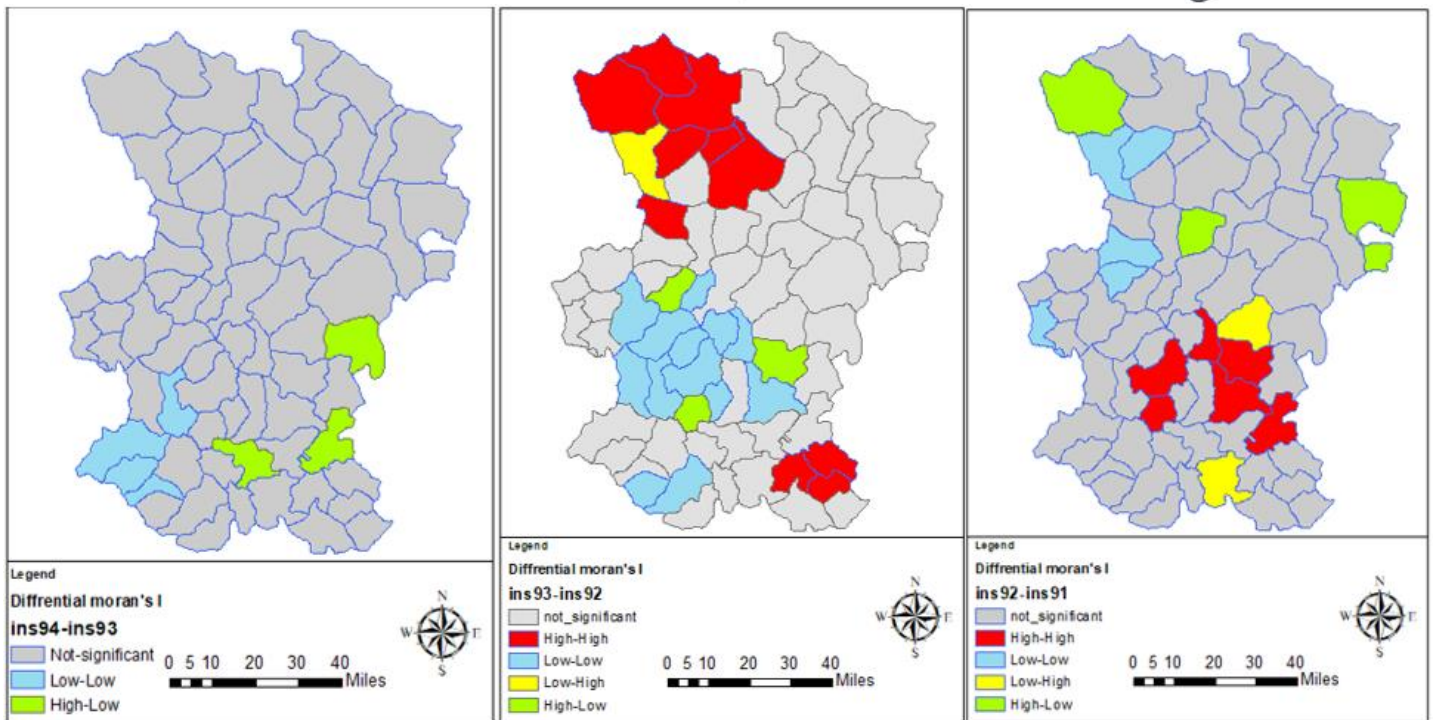 Legend
Diffrential moran's I
ins94-ins93
Not-significant
Low-Low
High-Low
N
W
E
S
0 5 10 20 30 40
Miles
Legend
Diffrential moran's I
ins93-ins92
not_significant
High-High
Low-Low
Low-High
High-Low
N
W
E
S
0 5 10 20 30 40
Miles
Legend
Diffrential moran's I
ins92-ins91
not_significant
High-High
Low-Low
Low-High
High-Low
N
W
E
S
0 5 10 20 30 40
Miles